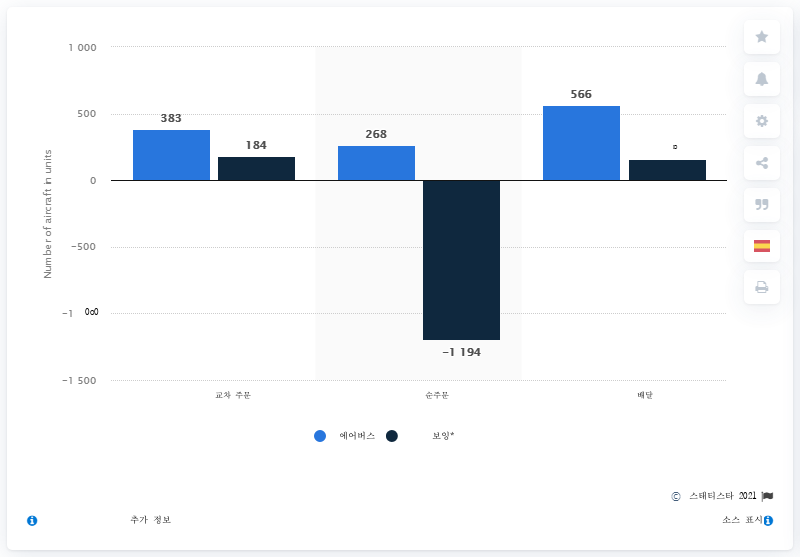 1 000
383
184
268
566
500
0
-500
-1 0o0
-1 194
-1 500
Number of aircraft in units
교차 주문
순주문
배달
에어버스
보잉*
© 스태티스타 2021
추가 정보
소스 표시